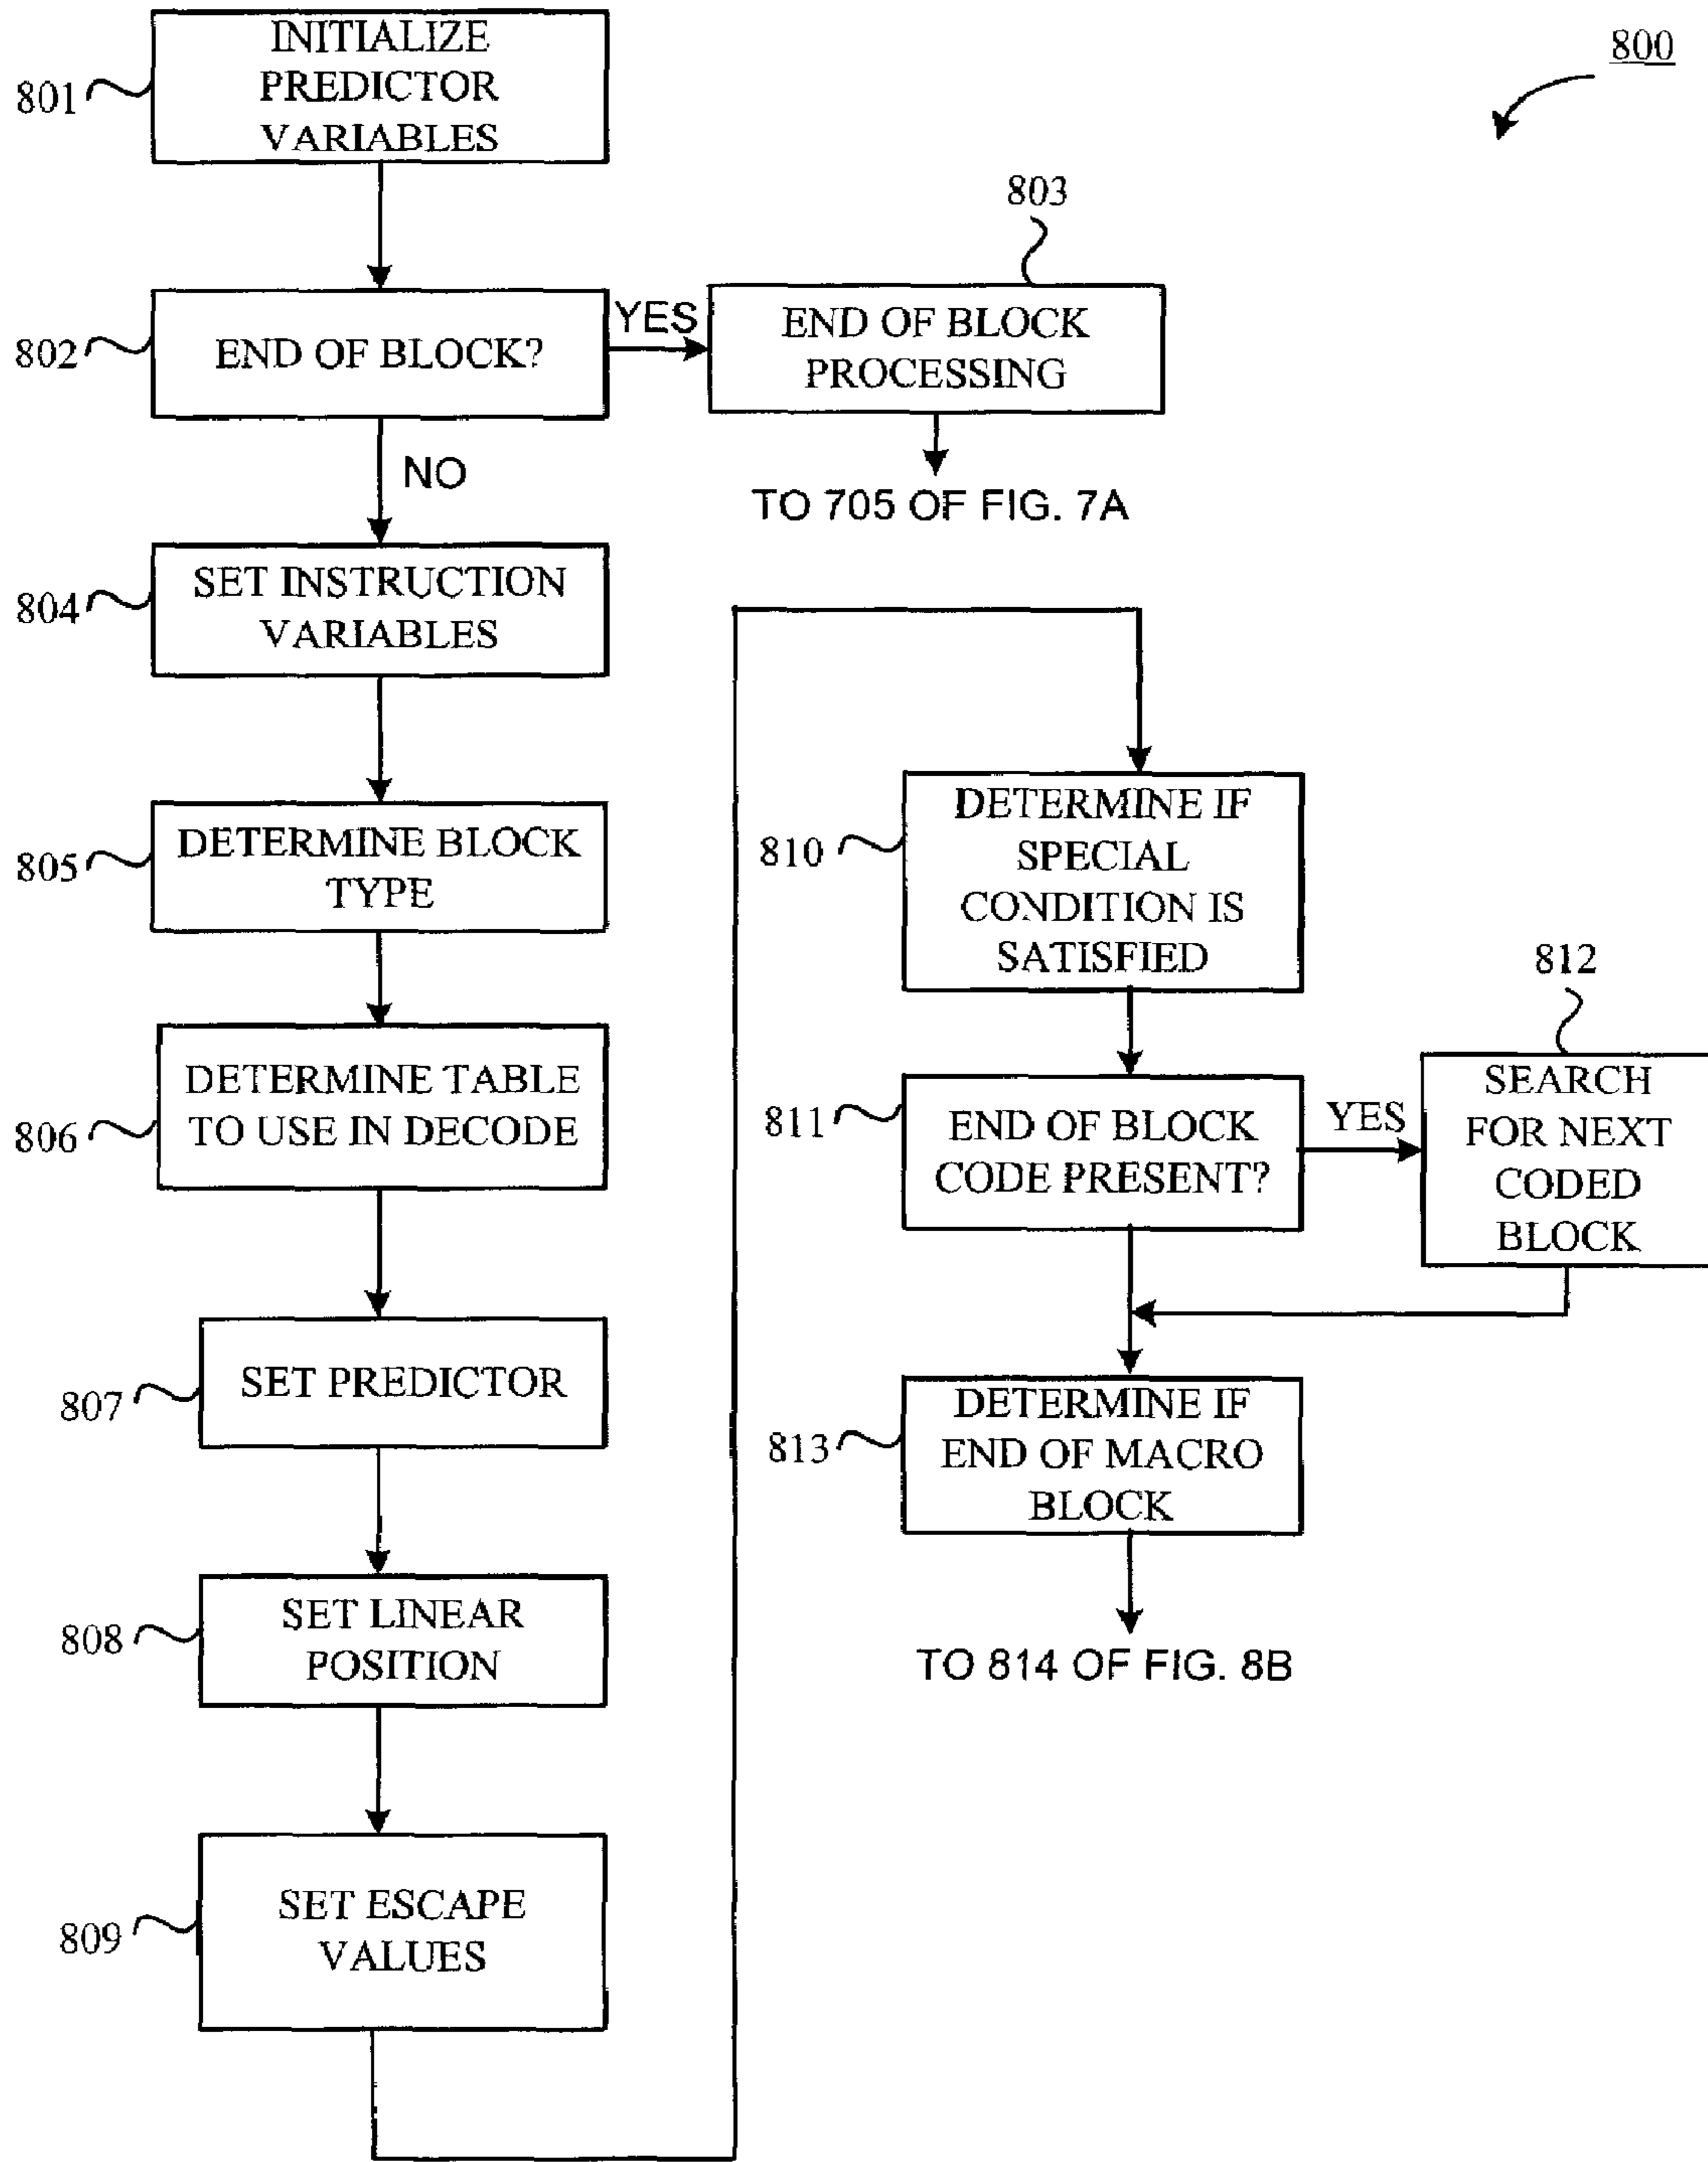 800
801
INITIALIZE
PREDICTOR
VARIABLES
802
END OF BLOCK?
YES
803
END OF BLOCK
PROCESSING
TO 705 OF FIG. 7A
NO
804
SET INSTRUCTION
VARIABLES
805
DETERMINE BLOCK
TYPE
806
DETERMINE TABLE
TO USE IN DECODE
807
SET PREDICTOR
808
SET LINEAR
POSITION
809
SET ESCAPE
VALUES
810
DETERMINE IF
SPECIAL
CONDITION IS
SATISFIED
811
END OF BLOCK
CODE PRESENT?
YES
812
SEARCH
FOR NEXT
CODED
BLOCK
813
DETERMINE IF
END OF MACRO
BLOCK
TO 814 OF FIG. 8B